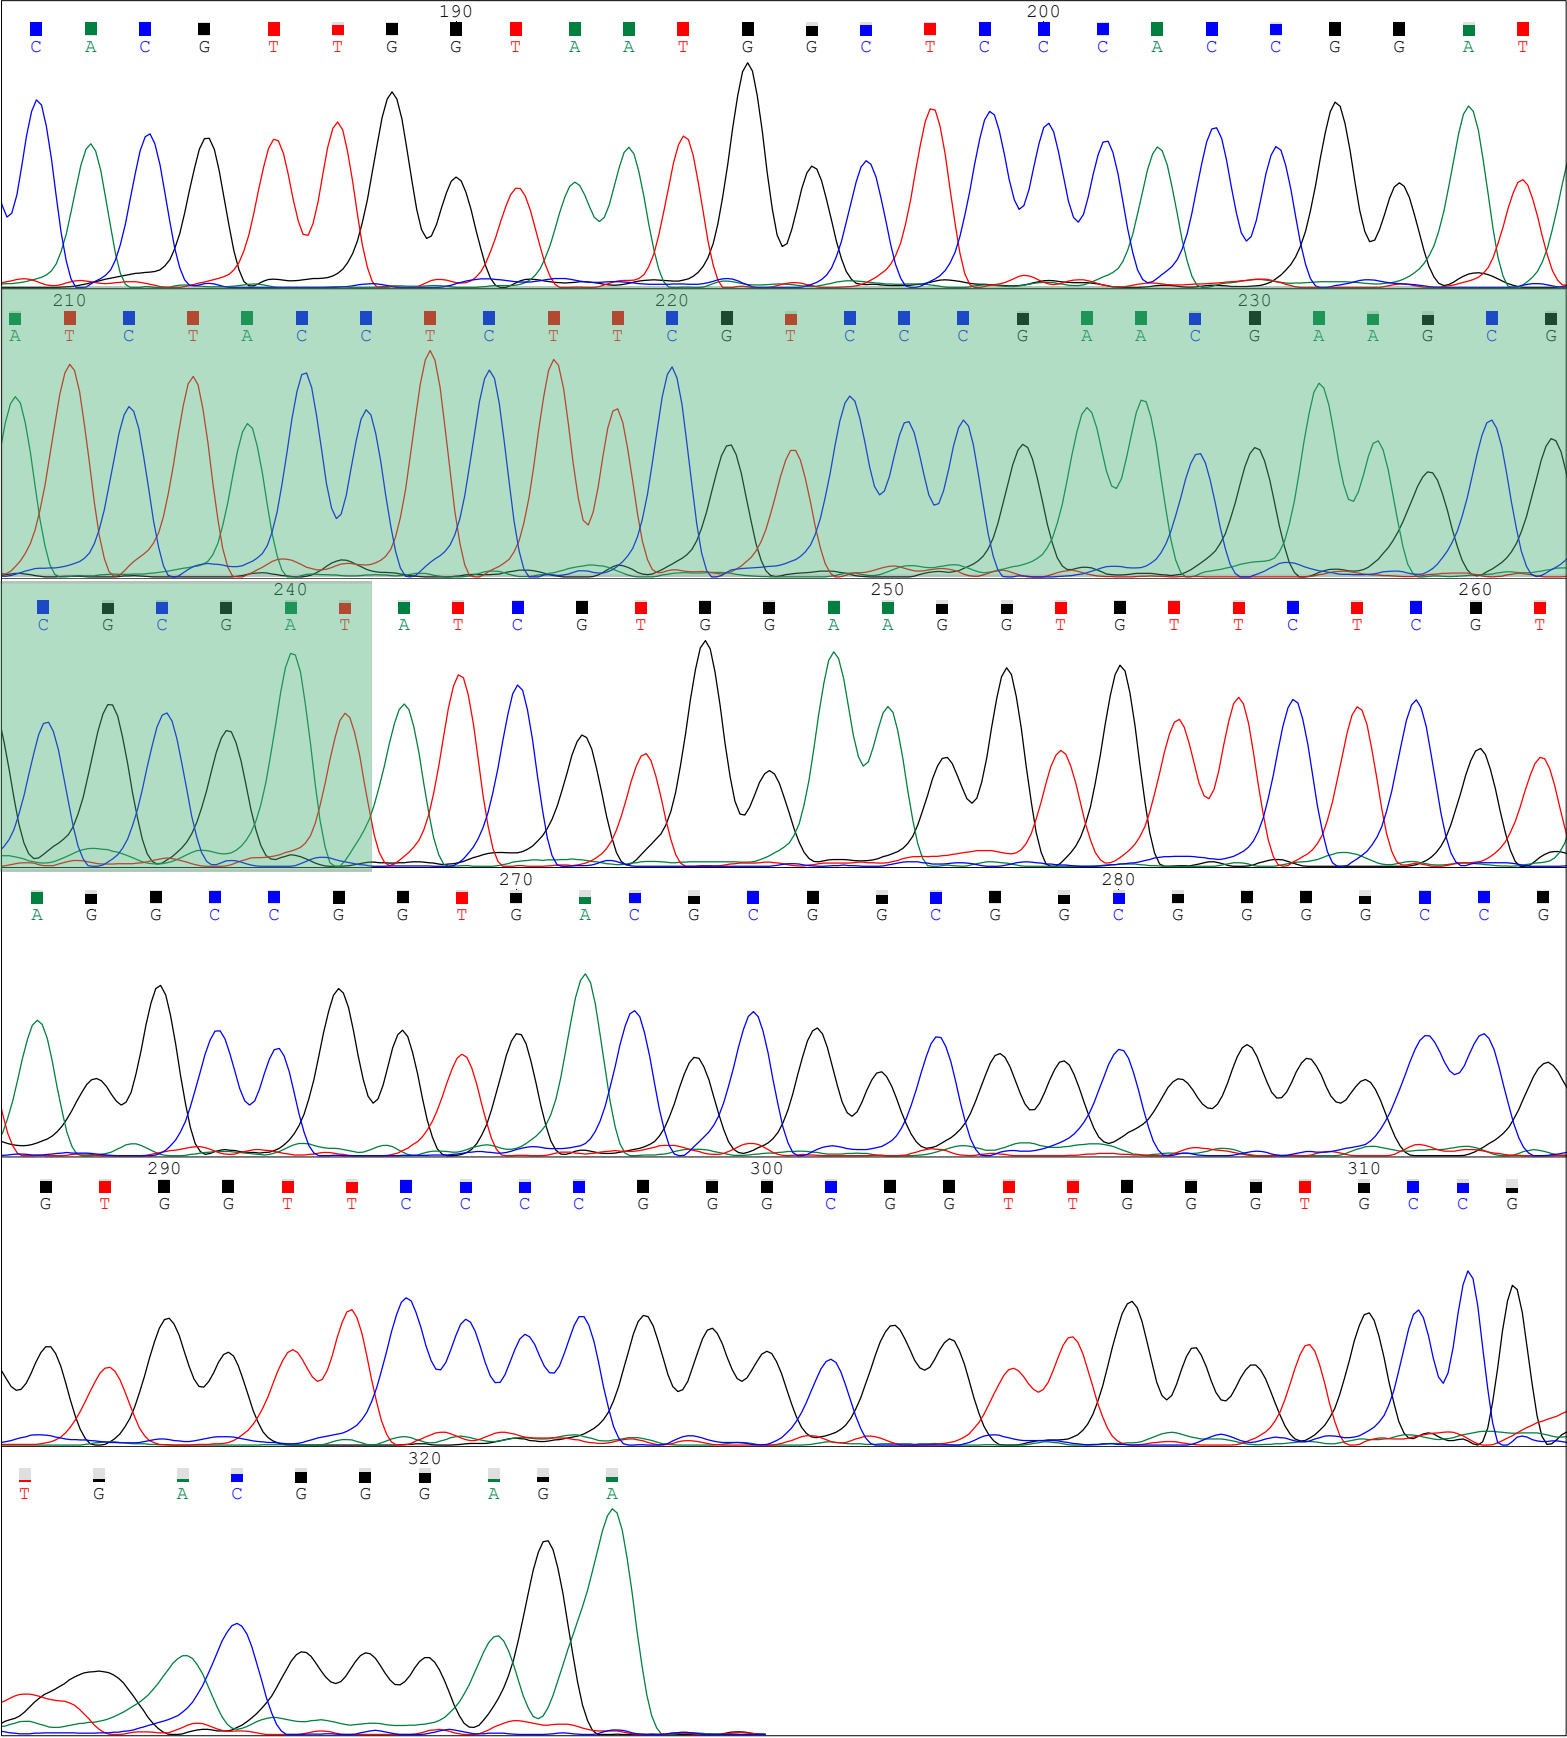 190 200
C A C G T T G G T A A T G G C T C C C A C C G G A T
210 220 230
A T C T A C C T C T T C G T C C C G A A C G A A G C G
240 250 260
C G C G A T A T C G T G G A A G G T G T T C T C G T
270 280
A G G C C G G T G A C G C G G C G G C G G G G C C G
290 300 310
G T G G T T C C C C G G G C G G T T G G G T G C C G
320
T G A C G G G A G A